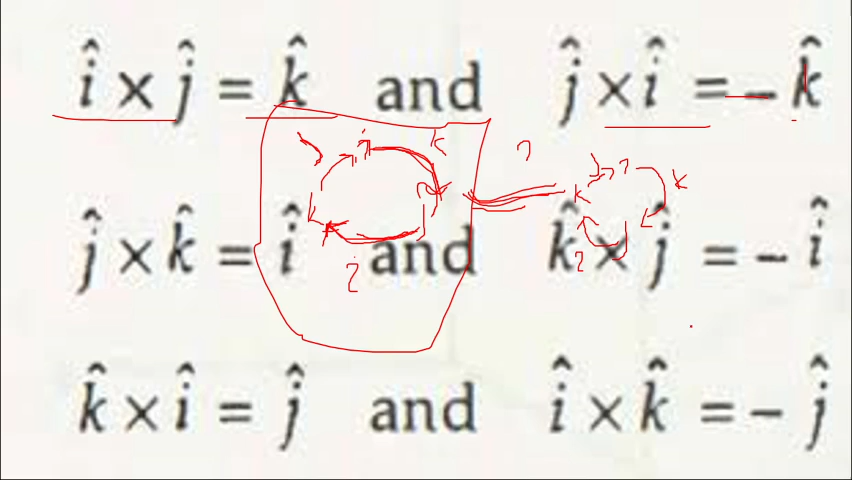 î × ĵ = k̂ and ĵ × î = – k̂
k
k
k
ĵ × k̂ = î and k̂ × ĵ = – î
i
k̂ × î = ĵ and î × k̂ = – ĵ